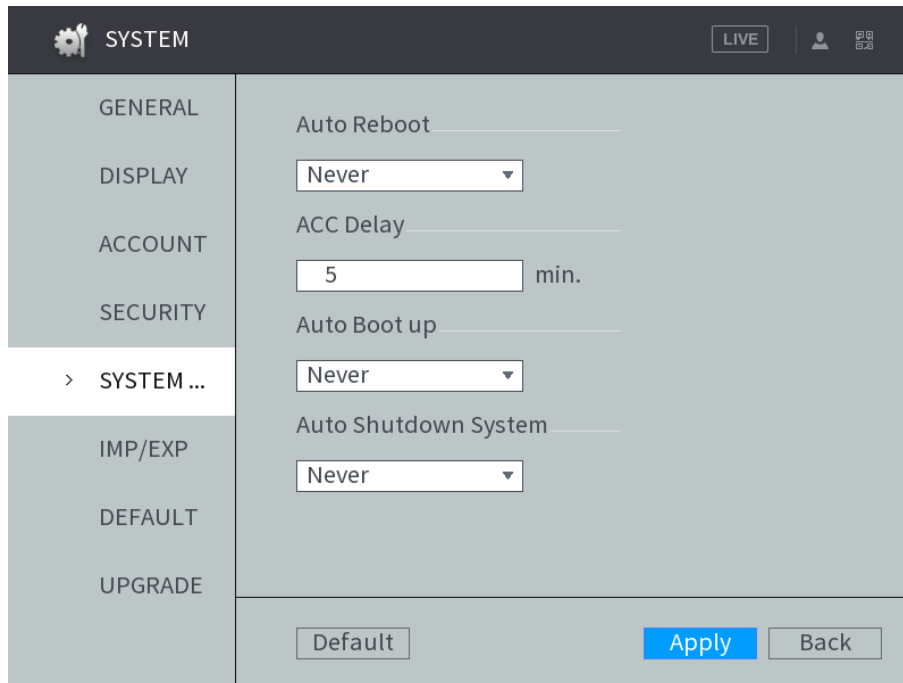 SYSTEM
LIVE
GENERAL
DISPLAY
ACCOUNT
SECURITY
> SYSTEM ...
IMP/EXP
DEFAULT
UPGRADE
Auto Reboot
Never
ACC Delay
5 min.
Auto Boot up
Never
Auto Shutdown System
Never
Default
Apply
Back